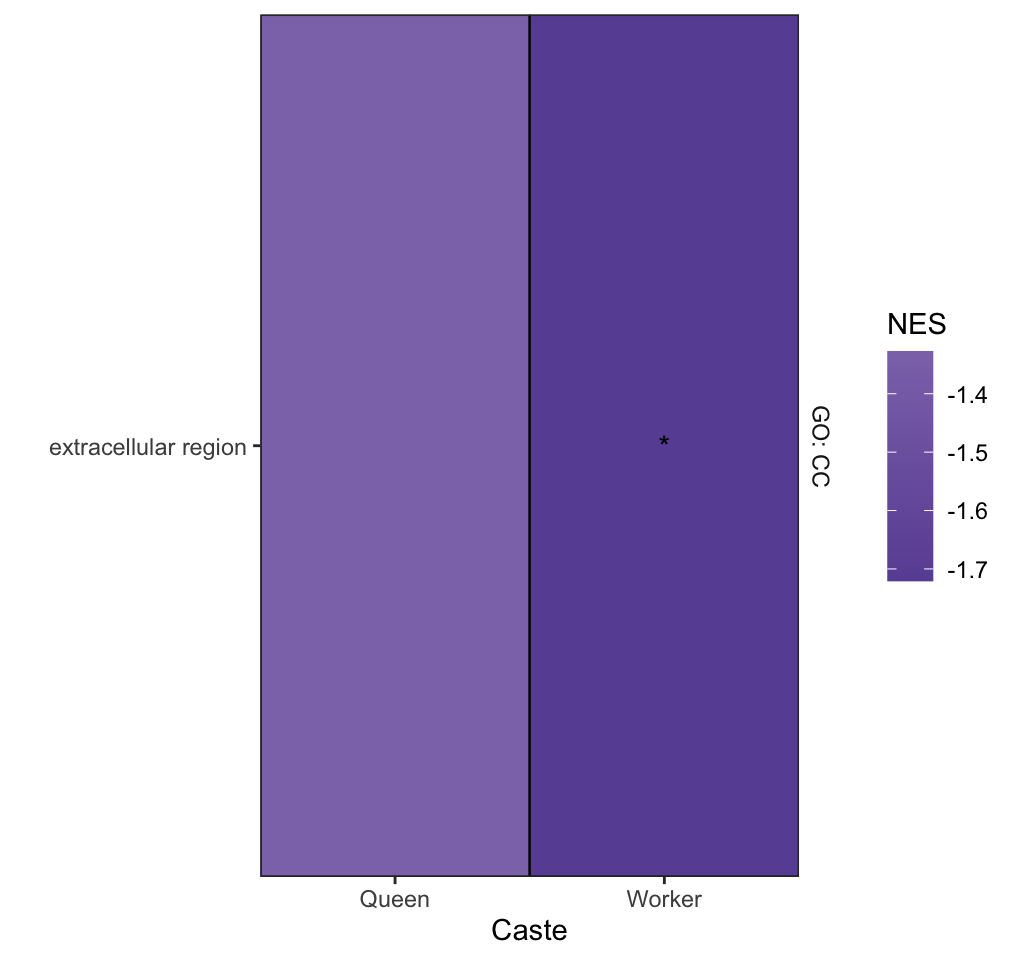 extracellular region
*
GO: CC
Queen
Worker
Caste
NES
-1.4
-1.5
-1.6
-1.7